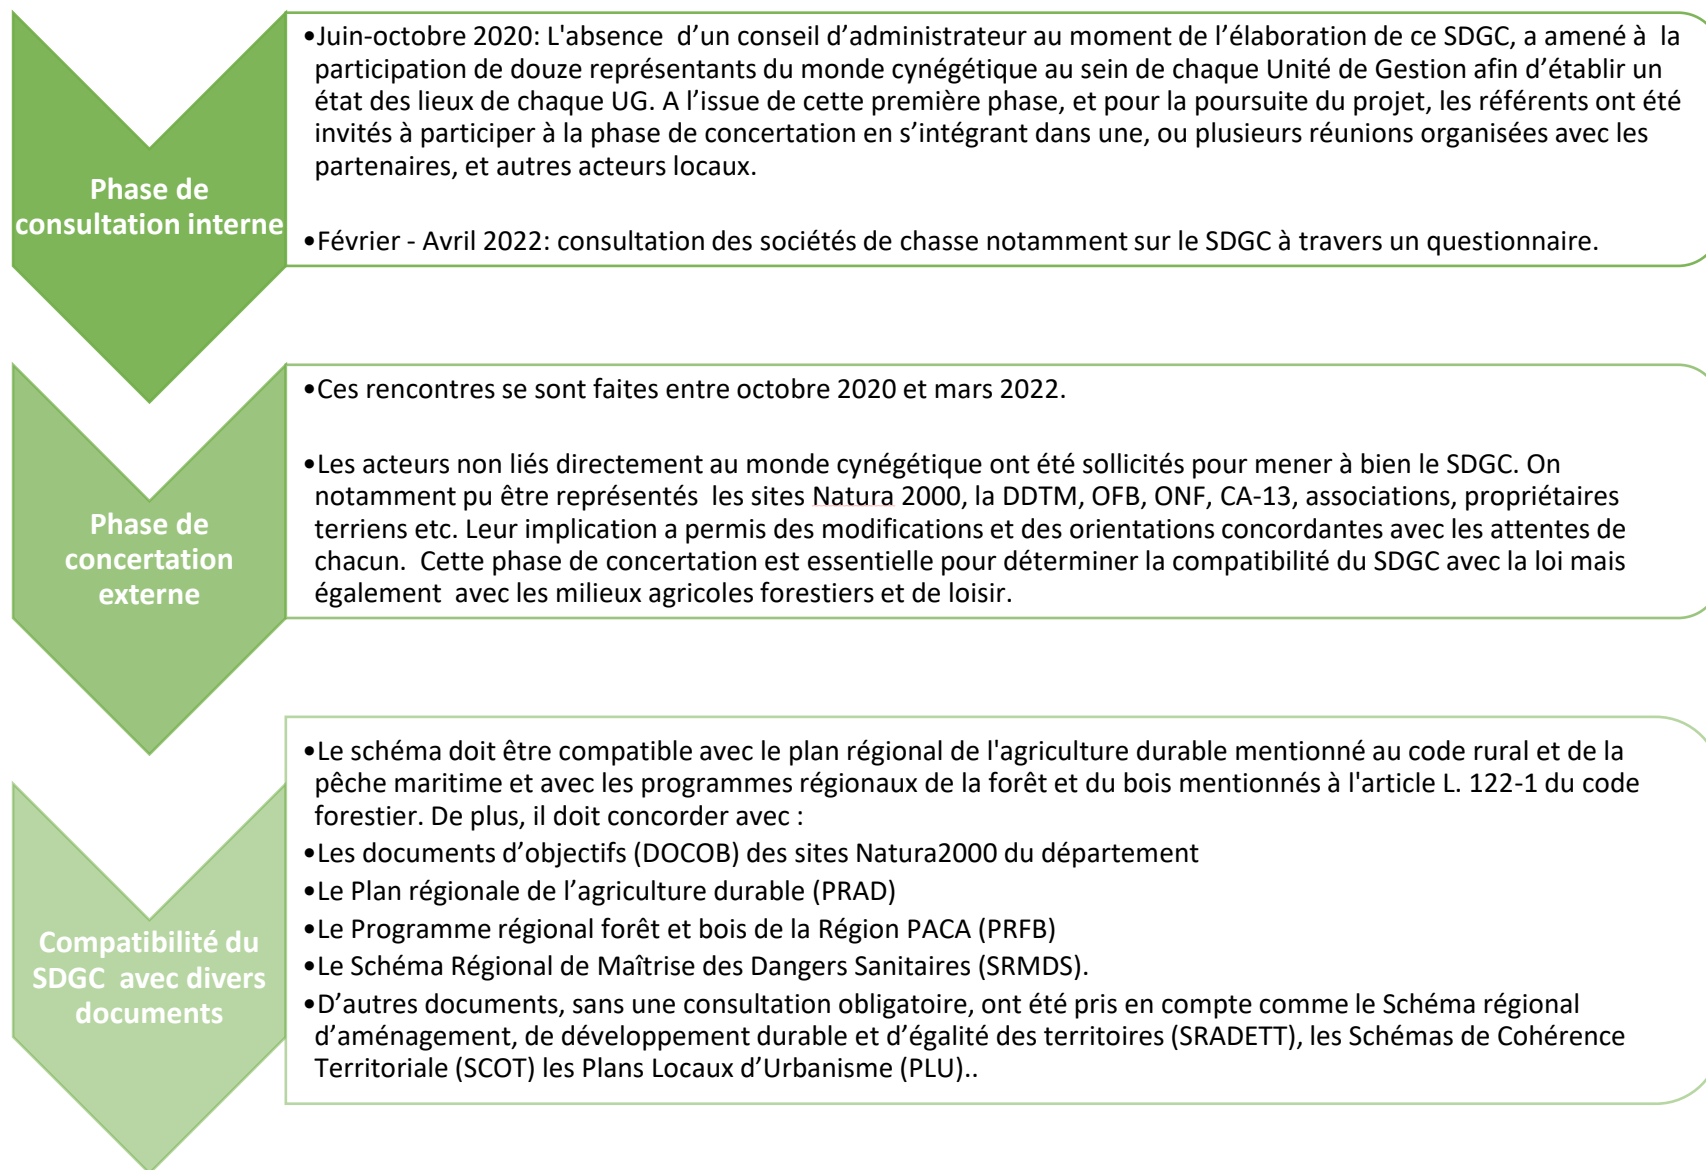 Phase de
consultation interne
•Juin-octobre 2020: L'absence d’un conseil d’administrateur au moment de l’élaboration de ce SDGC, a amené à la
participation de douze représentants du monde cynégétique au sein de chaque Unité de Gestion afin d’établir un
état des lieux de chaque UG. A l’issue de cette première phase, et pour la poursuite du projet, les référents ont été
invités à participer à la phase de concertation en s’intégrant dans une, ou plusieurs réunions organisées avec les
partenaires, et autres acteurs locaux.
•Février - Avril 2022: consultation des sociétés de chasse notamment sur le SDGC à travers un questionnaire.
Phase de
concertation
externe
•Ces rencontres se sont faites entre octobre 2020 et mars 2022.
•Les acteurs non liés directement au monde cynégétique ont été sollicités pour mener à bien le SDGC. On
notamment pu être représentés les sites Natura 2000, la DDTM, OFB, ONF, CA-13, associations, propriétaires
terriens etc. Leur implication a permis des modifications et des orientations concordantes avec les attentes de
chacun. Cette phase de concertation est essentielle pour déterminer la compatibilité du SDGC avec la loi mais
également avec les milieux agricoles forestiers et de loisir.
Compatibilité du
SDGC avec divers
documents
•Le schéma doit être compatible avec le plan régional de l'agriculture durable mentionné au code rural et de la
pêche maritime et avec les programmes régionaux de la forêt et du bois mentionnés à l'article L. 122-1 du code
forestier. De plus, il doit concorder avec :
•Les documents d’objectifs (DOCOB) des sites Natura2000 du département
•Le Plan régionale de l’agriculture durable (PRAD)
•Le Programme régional forêt et bois de la Région PACA (PRFB)
•Le Schéma Régional de Maîtrise des Dangers Sanitaires (SRMDS).
•D’autres documents, sans une consultation obligatoire, ont été pris en compte comme le Schéma régional
d’aménagement, de développement durable et d’égalité des territoires (SRADETT), les Schémas de Cohérence
Territoriale (SCOT) les Plans Locaux d’Urbanisme (PLU)..